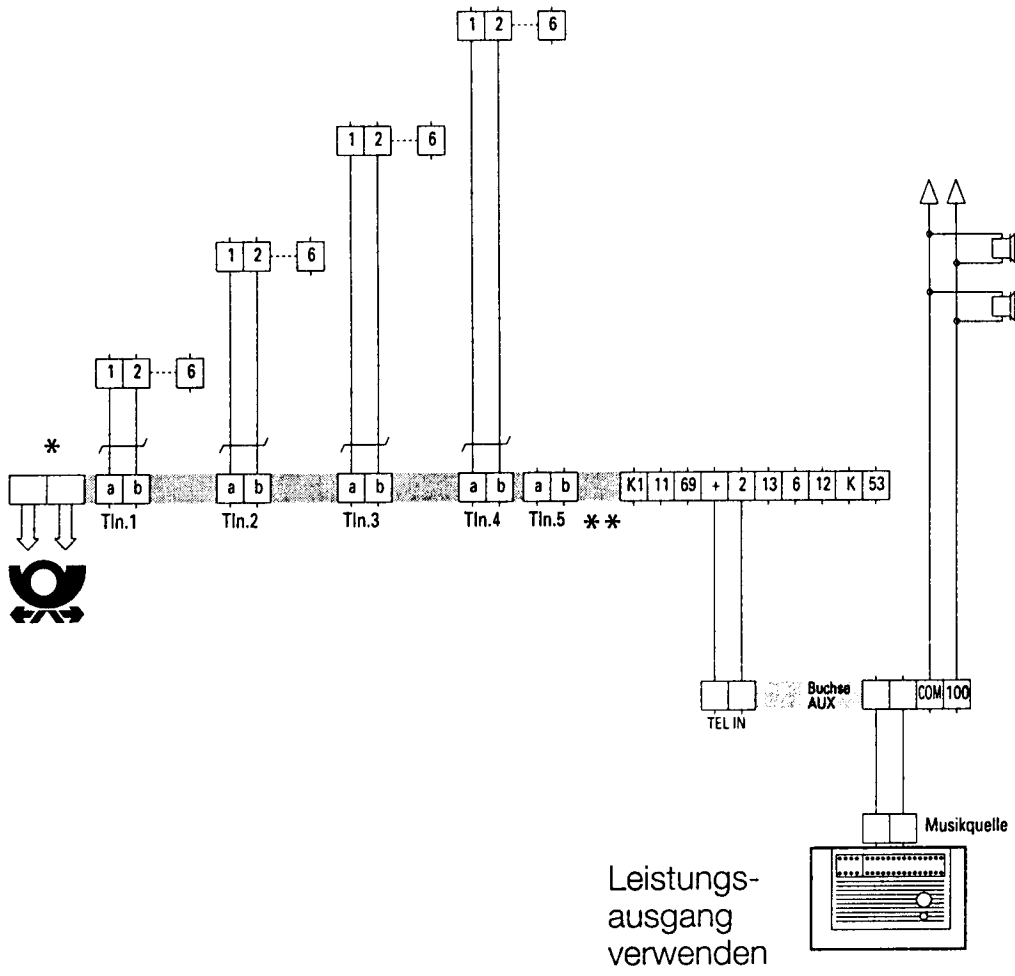 1 2 6
1 2 6
1 2 6
1 2 6
*
a b a b a b a b a b K1 11 69 + 2 13 6 12 K 53
Tln.1 Tln.2 Tln.3 Tln.4 Tln.5 **
Buchse
AUX
COM 100
TEL IN
Musikquelle
Leistungs-
ausgang
verwenden